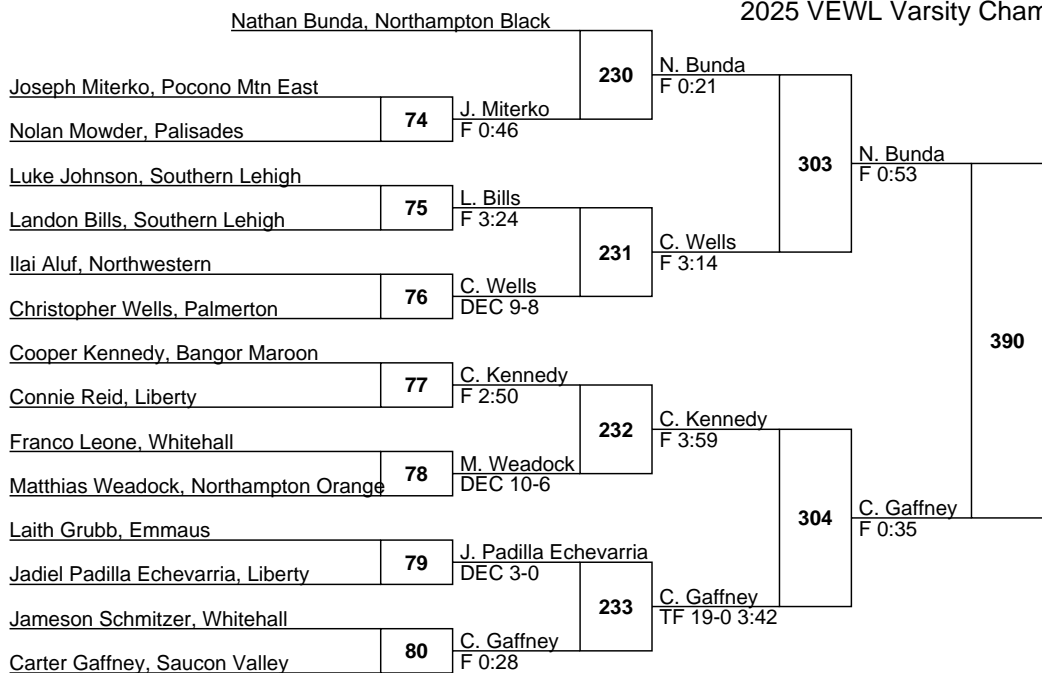 2025 VEWL Varsity Cham
Nathan Bunda, Northampton Black
230
N. Bunda
F 0:21
Joseph Miterko, Pocono Mtn East
74
J. Miterko
F 0:46
Nolan Mowder, Palisades
303
N. Bunda
F 0:53
Luke Johnson, Southern Lehigh
75
L. Bills
F 3:24
Landon Bills, Southern Lehigh
231
C. Wells
F 3:14
Ilai Aluf, Northwestern
76
C. Wells
DEC 9-8
Christopher Wells, Palmerton
390
Cooper Kennedy, Bangor Maroon
77
C. Kennedy
F 2:50
Connie Reid, Liberty
232
C. Kennedy
F 3:59
Franco Leone, Whitehall
78
M. Weadock
DEC 10-6
Matthias Weadock, Northampton Orange
304
C. Gaffney
F 0:35
Laith Grubb, Emmaus
79
J. Padilla Echevarria
DEC 3-0
Jadiel Padilla Echevarria, Liberty
233
C. Gaffney
TF 19-0 3:42
Jameson Schmitzer, Whitehall
80
C. Gaffney
F 0:28
Carter Gaffney, Saucon Valley